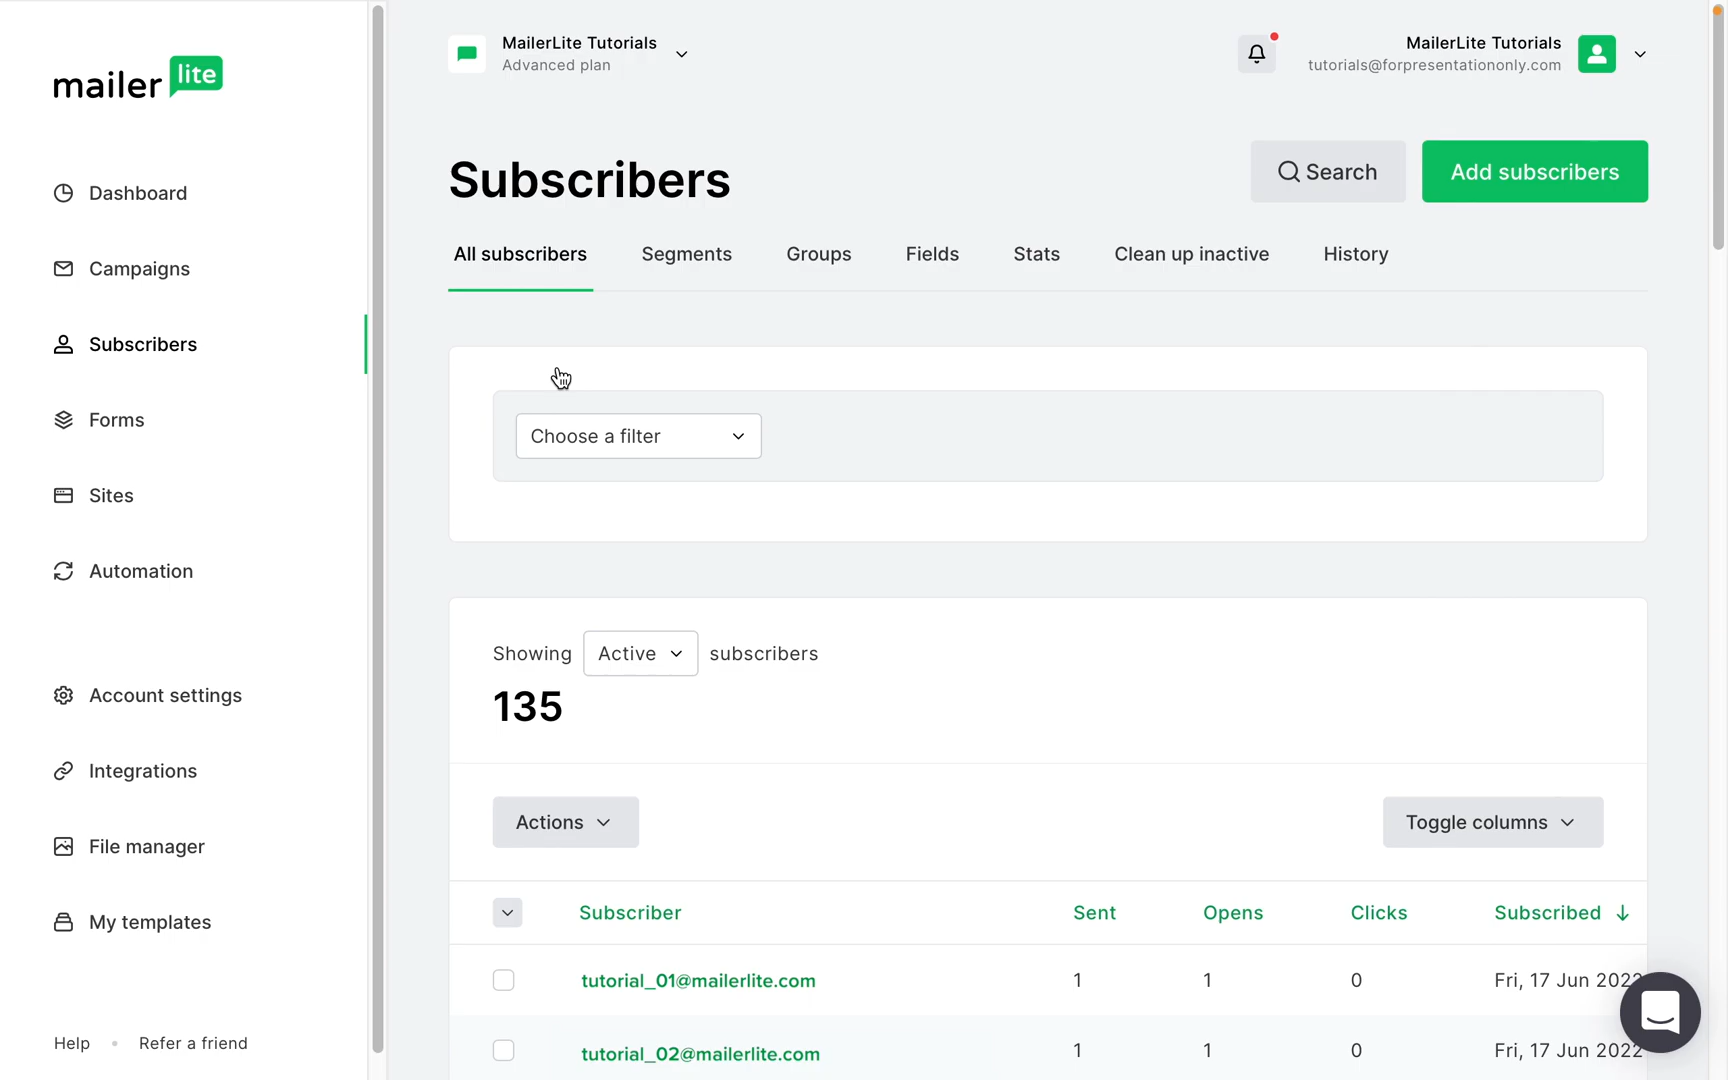 mailer lite
MailerLite Tutorials
Advanced plan
MailerLite Tutorials
tutorials@forpresentationonly.com
Dashboard
Campaigns
Subscribers
Forms
Sites
Automation
Account settings
Integrations
File manager
My templates
Help • Refer a friend
Subscribers
Search
Add subscribers
All subscribers Segments Groups Fields Stats Clean up inactive History
Choose a filter
Showing Active subscribers
135
Actions
Toggle columns
Subscriber Sent Opens Clicks Subscribed ↓
tutorial_01@mailerlite.com 1 1 0 Fri, 17 Jun 2022
tutorial_02@mailerlite.com 1 1 0 Fri, 17 Jun 2022